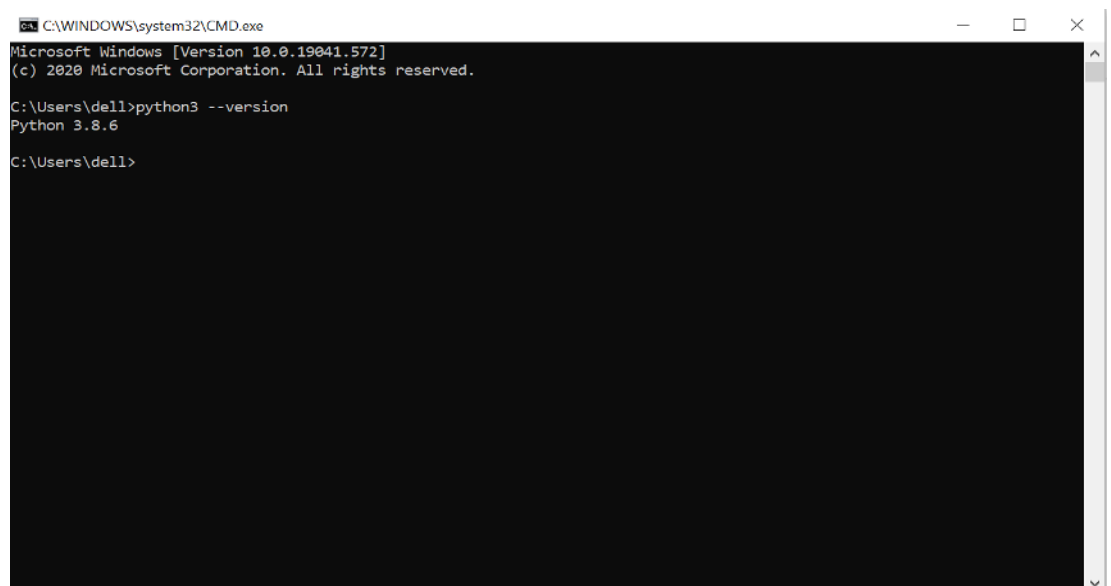 C:\WINDOWS\system32\CMD.exe
Microsoft Windows [Version 10.0.19041.572]
(c) 2020 Microsoft Corporation. All rights reserved.
C:\Users\dell>python3 --version
Python 3.8.6
C:\Users\dell>